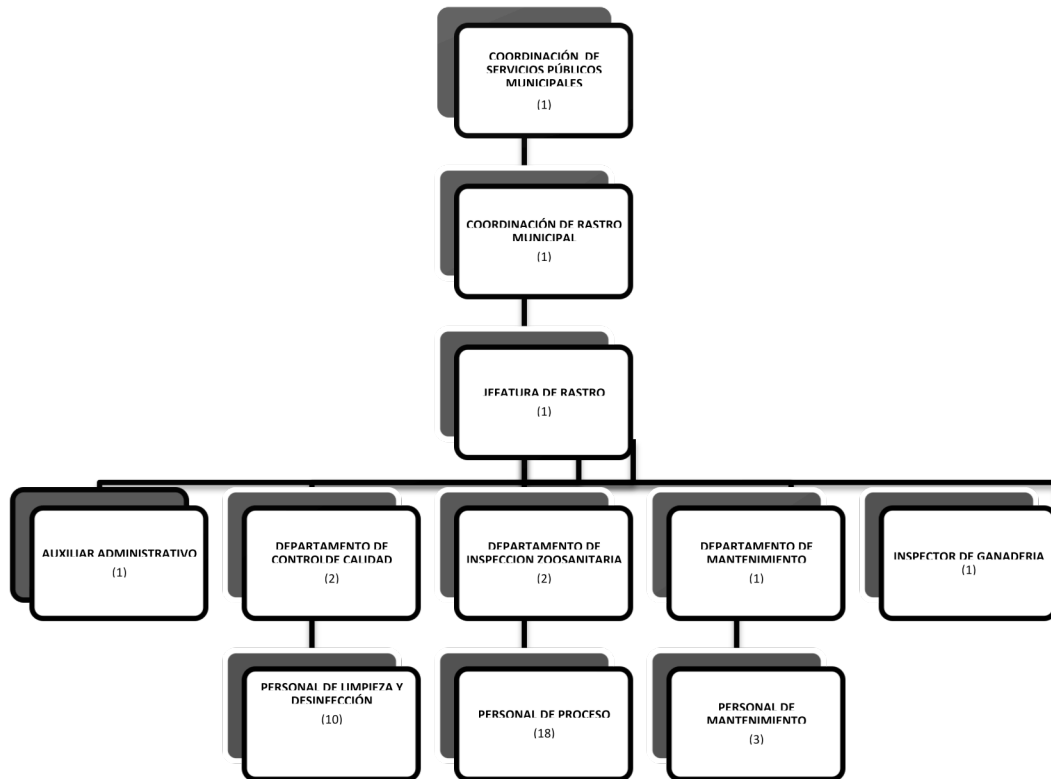 COORDINACIÓN DE
SERVICIOS PÚBLICOS
MUNICIPALES
(1)
COORDINACIÓN DE RASTRO
MUNICIPAL
(1)
JEFATURA DE RASTRO
(1)
AUXILIAR ADMINISTRATIVO
(1)
DEPARTAMENTO DE
CONTROLDE CALIDAD
(2)
DEPARTAMENTO DE
INSPECCION ZOOSANITARIA
(2)
DEPARTAMENTO DE
MANTENIMIENTO
(1)
INSPECTOR DE GANADERIA
(1)
PERSONAL DE LIMPIEZA Y
DESINFECCIÓN
(10)
PERSONAL DE PROCESO
(18)
PERSONAL DE
MANTENIMIENTO
(3)